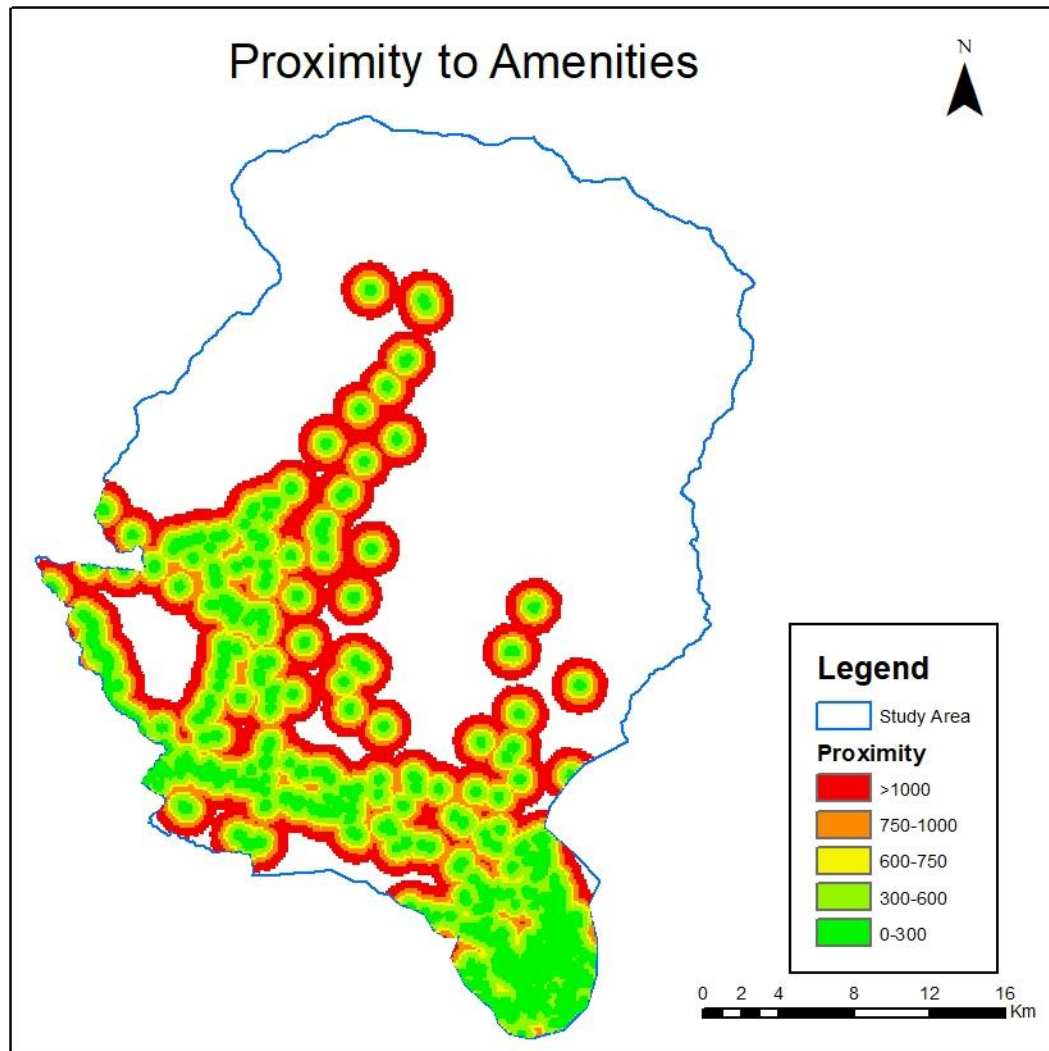 Proximity to Amenities
N
Legend
Study Area
Proximity
>1000
750-1000
600-750
300-600
0-300
0 2 4 8 12 16
Km